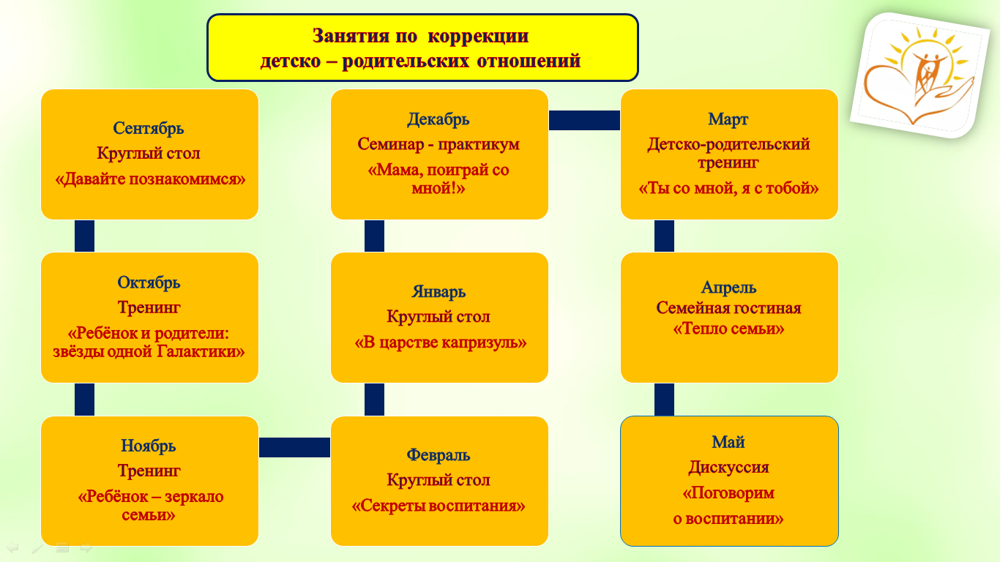 Занятия по коррекции
детско – родительских отношений
Сентябрь
Круглый стол
«Давайте познакомимся»
Октябрь
Тренинг
«Ребёнок и родители:
звёзды одной Галактики»
Ноябрь
Тренинг
«Ребёнок – зеркало
семьи»
Декабрь
Семинар - практикум
«Мама, поиграй со
мной!»
Январь
Круглый стол
«В царстве капризуль»
Февраль
Круглый стол
«Секреты воспитания»
Март
Детско-родительский
тренинг
«Ты со мной, я с тобой»
Апрель
Семейная гостиная
«Тепло семьи»
Май
Дискуссия
«Поговорим
о воспитании»